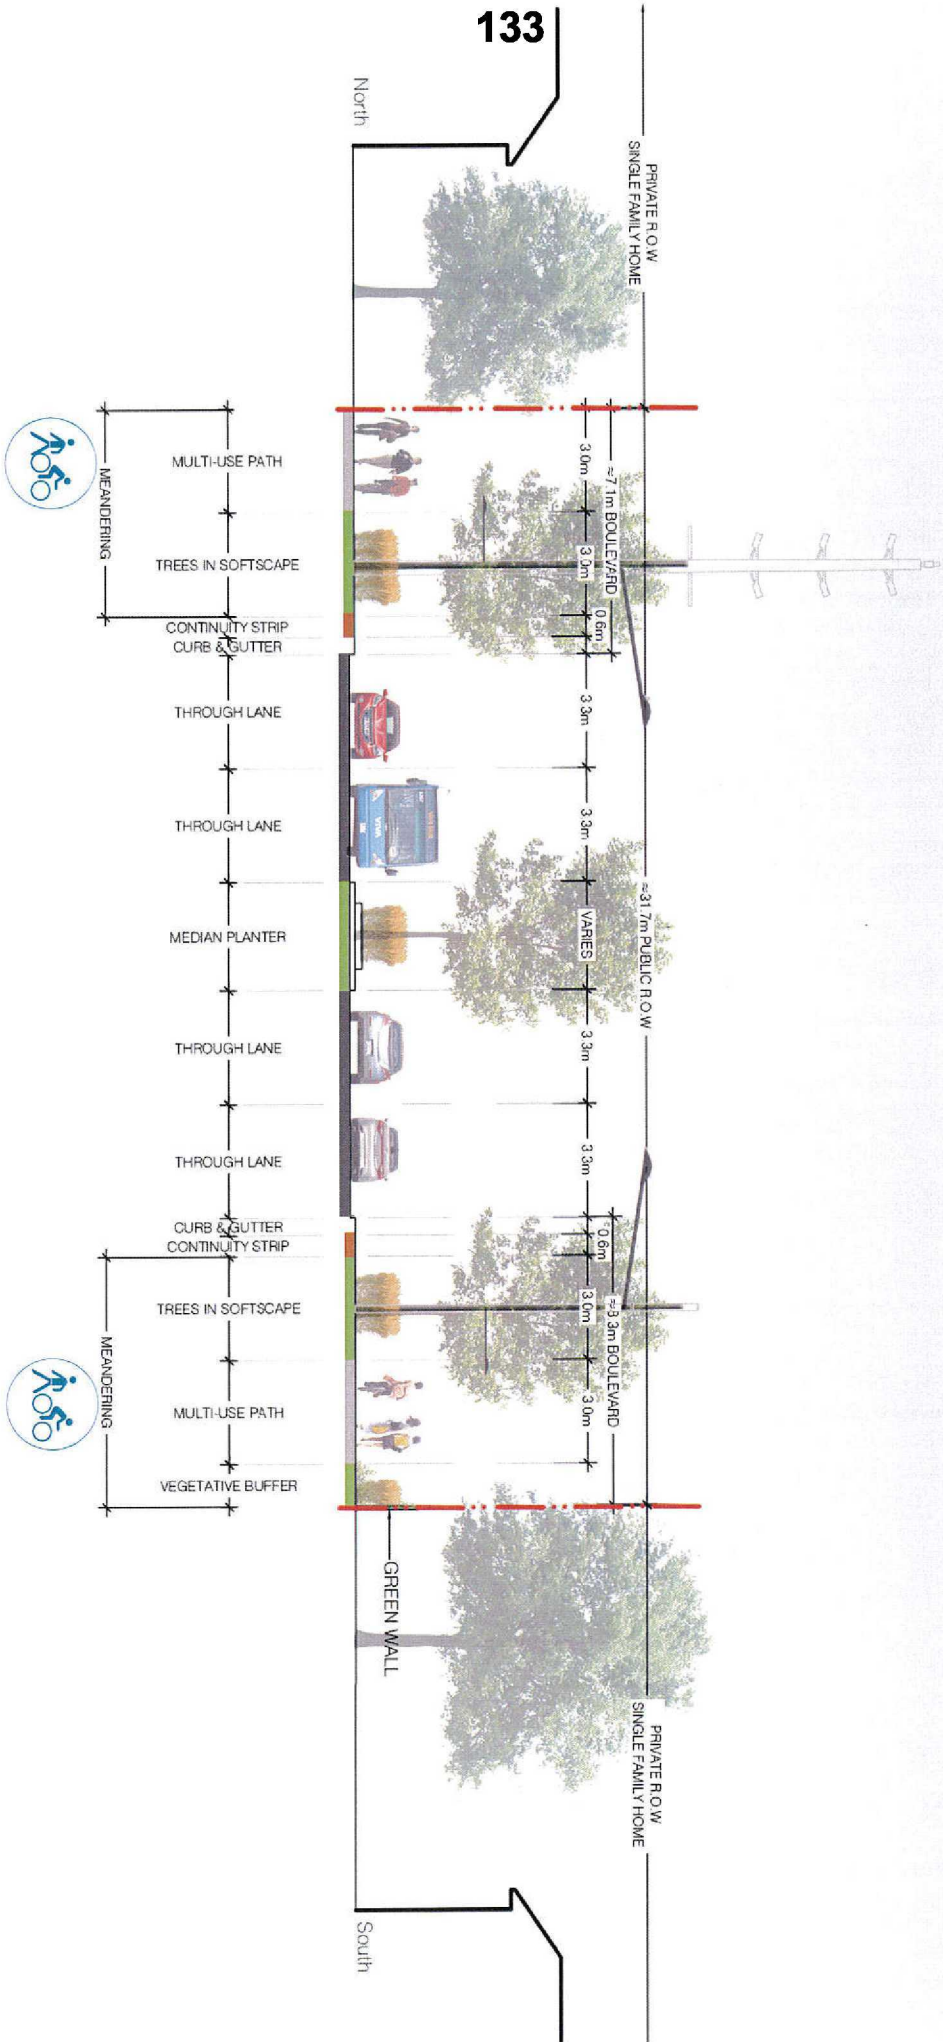 133
PRIVATE R.O.W
SINGLE FAMILY HOME
≈31.7m PUBLIC R.O.W
PRIVATE R.O.W
SINGLE FAMILY HOME
≈7.1m BOULEVARD
≈8.3m BOULEVARD
3.0m
3.0m
0.6m
3.3m
3.3m
VARIES
3.3m
3.3m
0.6m
3.0m
3.0m
GREEN WALL
North
South
MULTI-USE PATH
TREES IN SOFTSCAPE
CONTINUITY STRIP
CURB & GUTTER
THROUGH LANE
THROUGH LANE
MEDIAN PLANTER
THROUGH LANE
THROUGH LANE
CURB & GUTTER
CONTINUITY STRIP
TREES IN SOFTSCAPE
MULTI-USE PATH
VEGETATIVE BUFFER
MEANDERING
MEANDERING